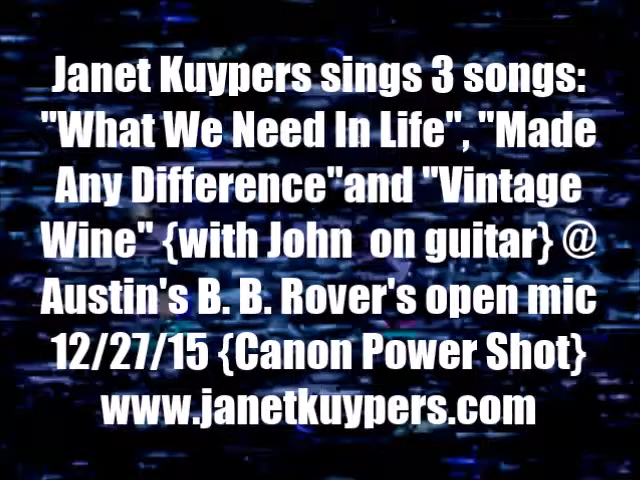 Janet Kuypers sings 3 songs:
"What We Need In Life", "Made
Any Difference"and "Vintage
Wine" {with John  on guitar} @
Austin's B. B. Rover's open mic
12/27/15 {Canon Power Shot}
www.janetkuypers.com